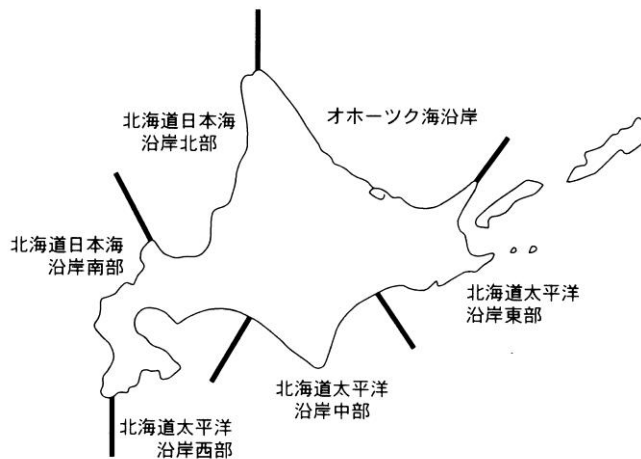 北海道日本海
沿岸北部
オホーツク海沿岸
北海道日本海
沿岸南部
北海道太平洋
沿岸東部
北海道太平洋
沿岸中部
北海道太平洋
沿岸西部